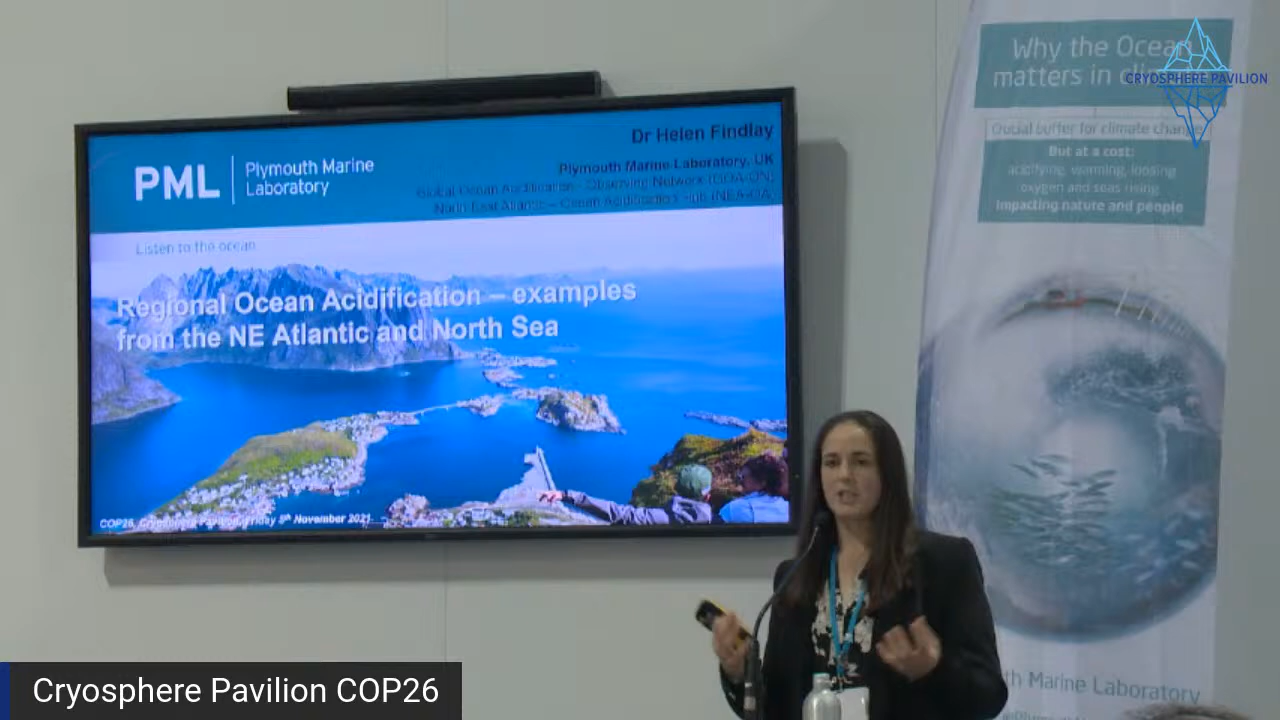 Dr Helen Findlay
PML
Plymouth Marine
Laboratory
Plymouth Marine Laboratory, UK
Global Ocean Acidification - Observing Network (GOA-ON)
North East Atlantic – Ocean Acidification Hub (NEA-OA)
Listen to the ocean
Regional Ocean Acidification – examples
from the NE Atlantic and North Sea
COP26, Cryosphere Pavilion, Friday 5th November 2021
Why the Ocean
matters in
CRYOSPHERE PAVILION
Crucial buffer for climate change
But at a cost:
acidifying, warming, loosing
oxygen and seas rising
Impacting nature and people
th Marine Laboratory
Cryosphere Pavilion COP26